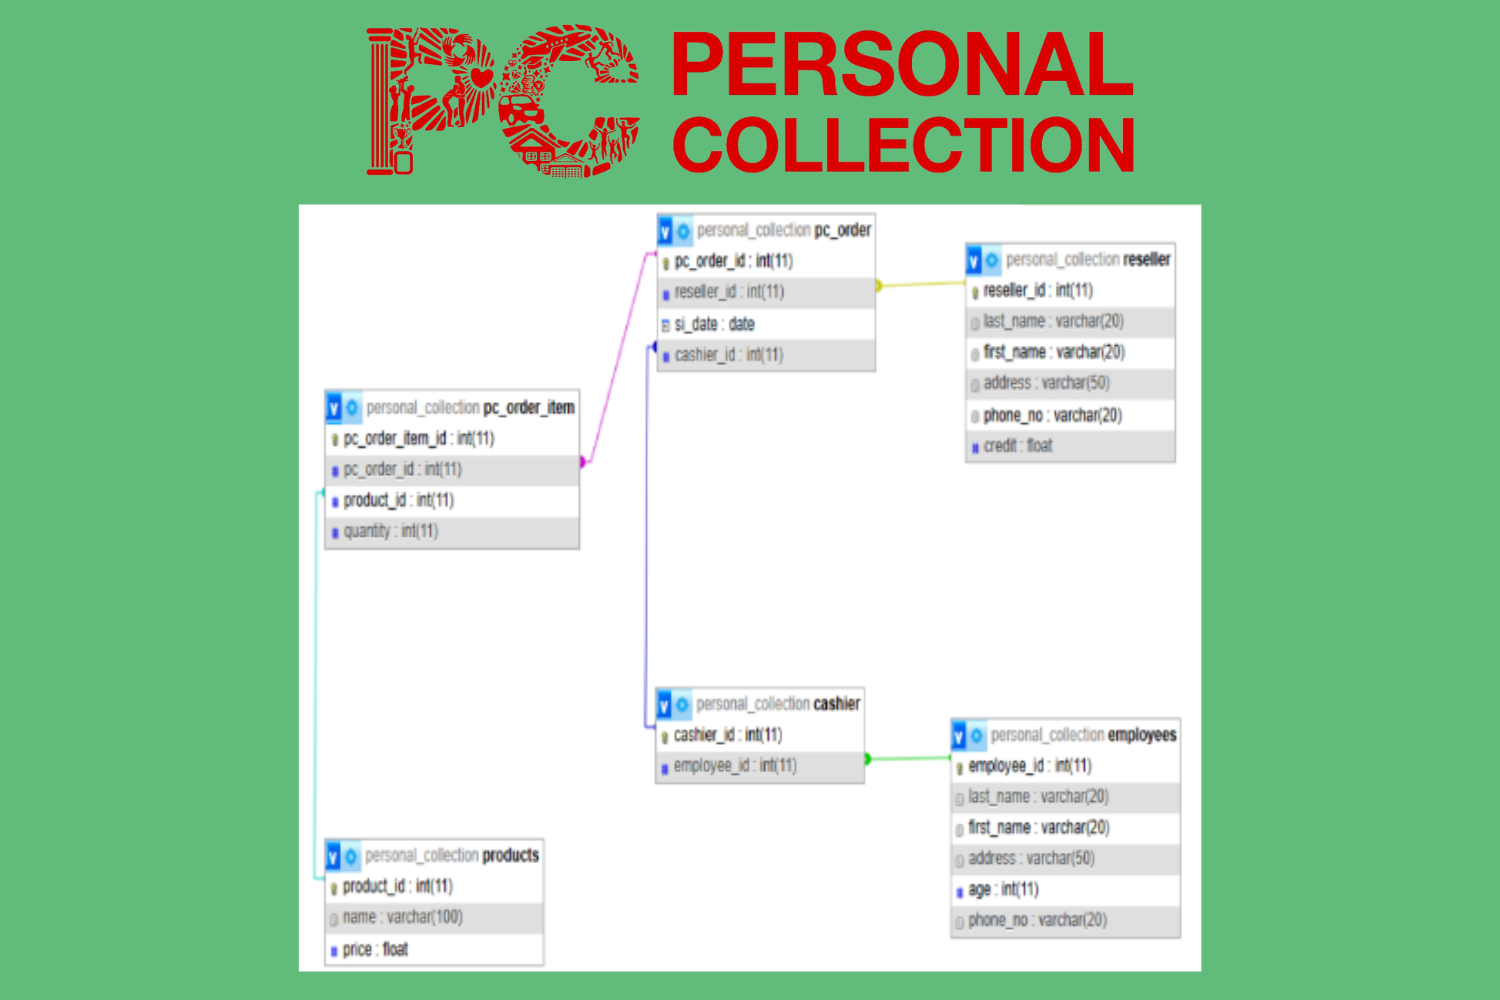 PC PERSONAL
COLLECTION
personal_collection pc_order
pc_order_id : int(11)
reseller_id : int(11)
si_date : date
cashier_id : int(11)
personal_collection reseller
reseller_id : int(11)
last_name : varchar(20)
first_name : varchar(20)
address : varchar(50)
phone_no : varchar(20)
credit : float
personal_collection pc_order_item
pc_order_item_id : int(11)
pc_order_id : int(11)
product_id : int(11)
quantity : int(11)
personal_collection cashier
cashier_id : int(11)
employee_id : int(11)
personal_collection employees
employee_id : int(11)
last_name : varchar(20)
first_name : varchar(20)
address : varchar(50)
age : int(11)
phone_no : varchar(20)
personal_collection products
product_id : int(11)
name : varchar(100)
price : float